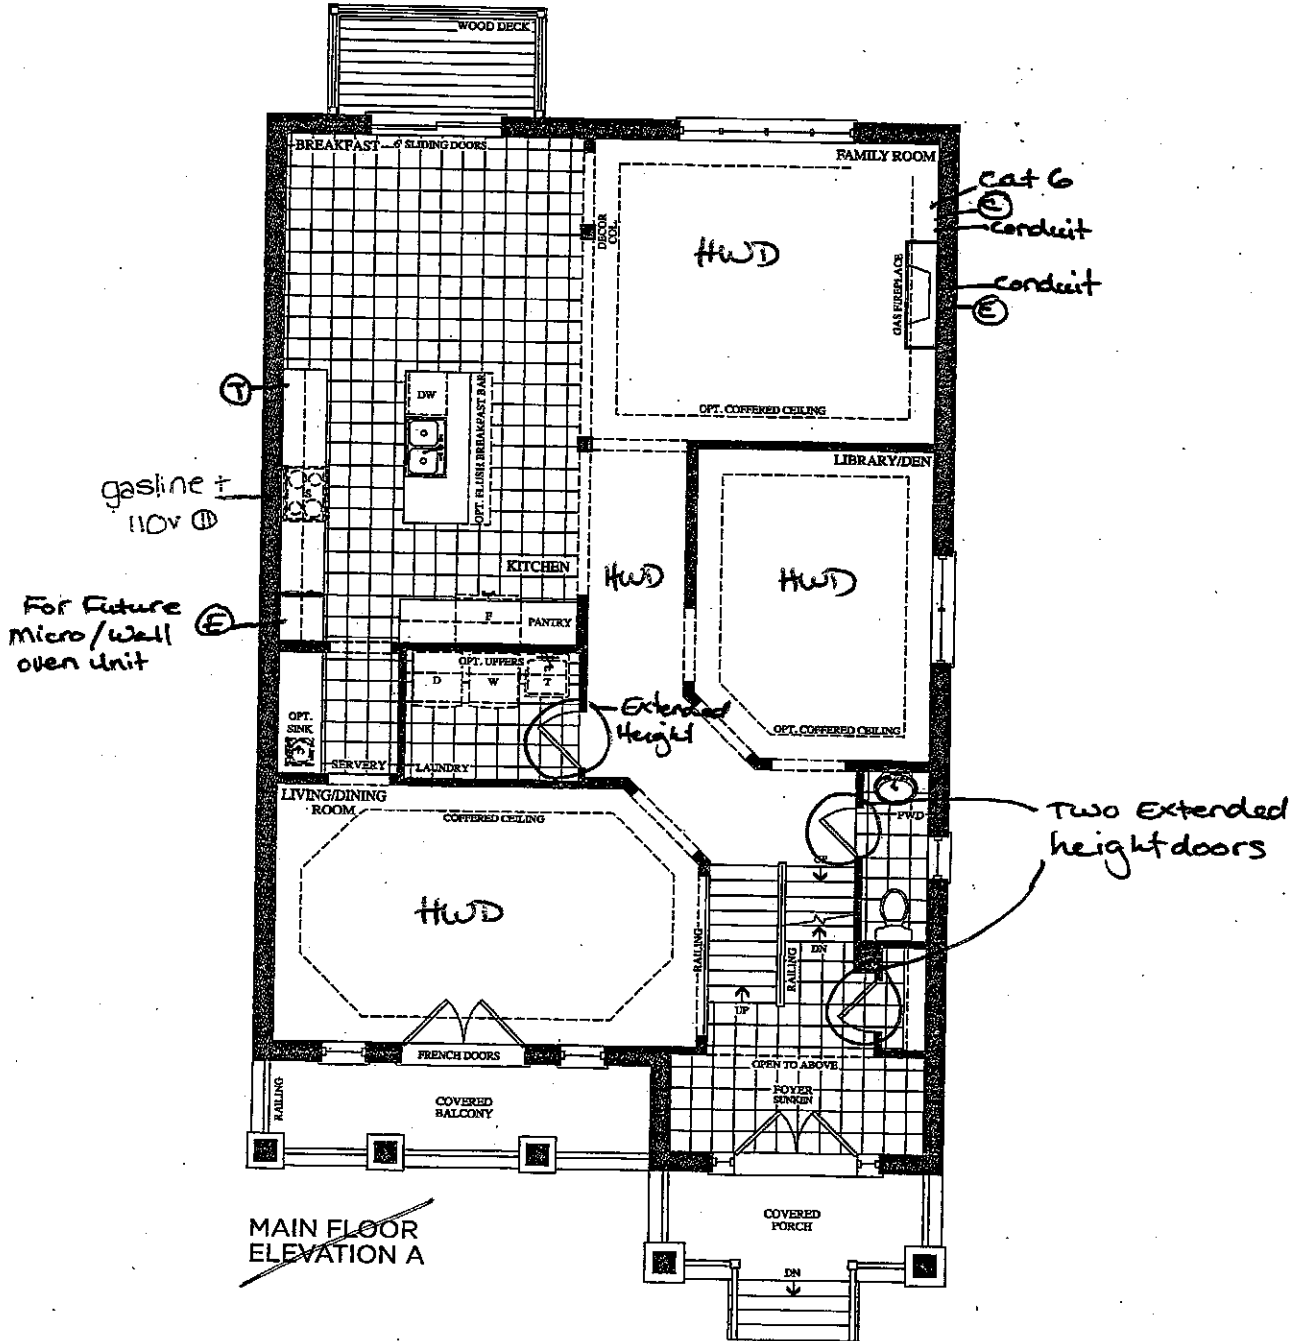 WOOD DECK
BREAKFAST
6' SLIDING DOORS
FAMILY ROOM
cat 6
E
conduit
DECOR
COL.
HWD
GAS FIREPLACE
conduit
E
T
DW
OPT. FLUSH BREAKFAST BAR
OPT. COFFERED CEILING
LIBRARY/DEN
gasline +
110v
S
KITCHEN
HWD
HWD
For Future
Micro/Wall
oven Unit
E
F
PANTRY
OPT. UPPERS
D
W
T
Extended
Height
OPT.
SINK
OPT. COFFERED CEILING
SERVERY
LAUNDRY
LIVING/DINING
ROOM
COFFERED CEILING
PWD
Two Extended
height doors
HWD
RAILING
DN
RAILING
UP
FRENCH DOORS
OPEN TO ABOVE
FOYER
SUNKEN
RAILING
COVERED
BALCONY
COVERED
PORCH
MAIN FLOOR
ELEVATION A
DN